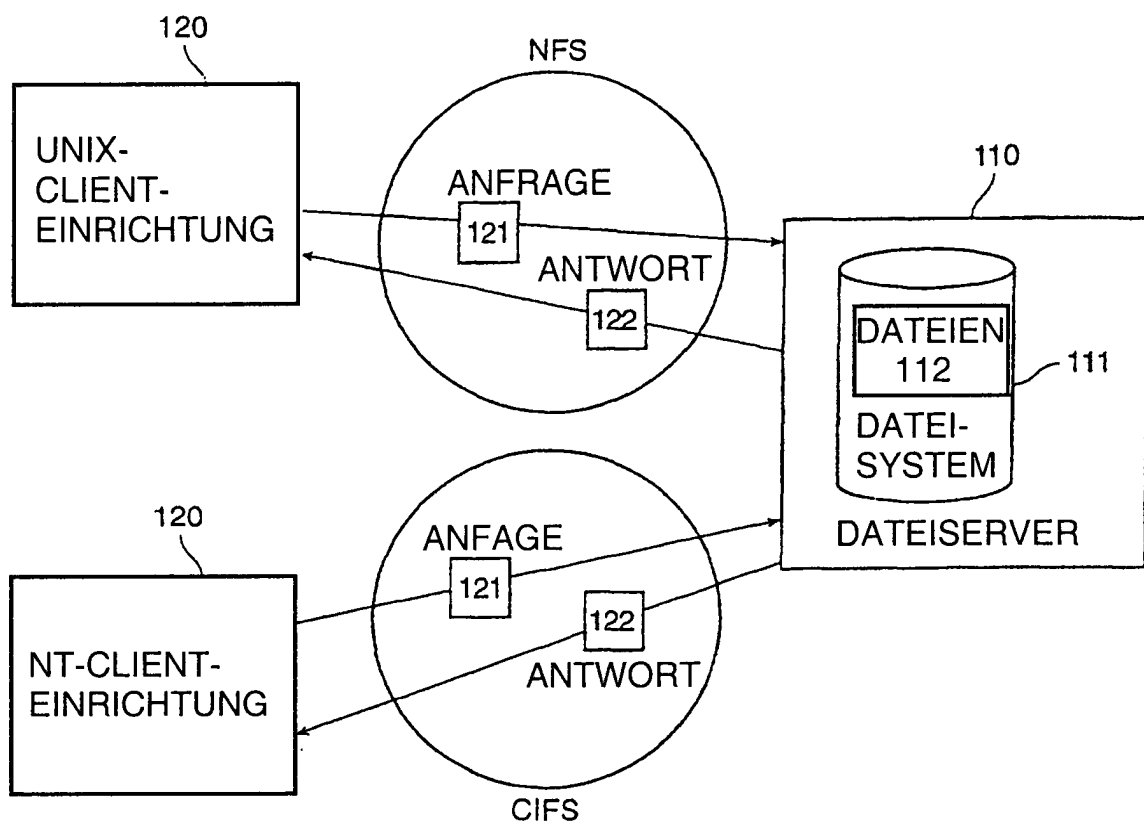 120
NFS
UNIX-
CLIENT-
EINRICHTUNG
ANFRAGE
121
ANTWORT
122
110
DATEIEN
112
111
DATEI-
SYSTEM
DATEISERVER
120
ANFAGE
121
122
ANTWORT
NT-CLIENT-
EINRICHTUNG
CIFS